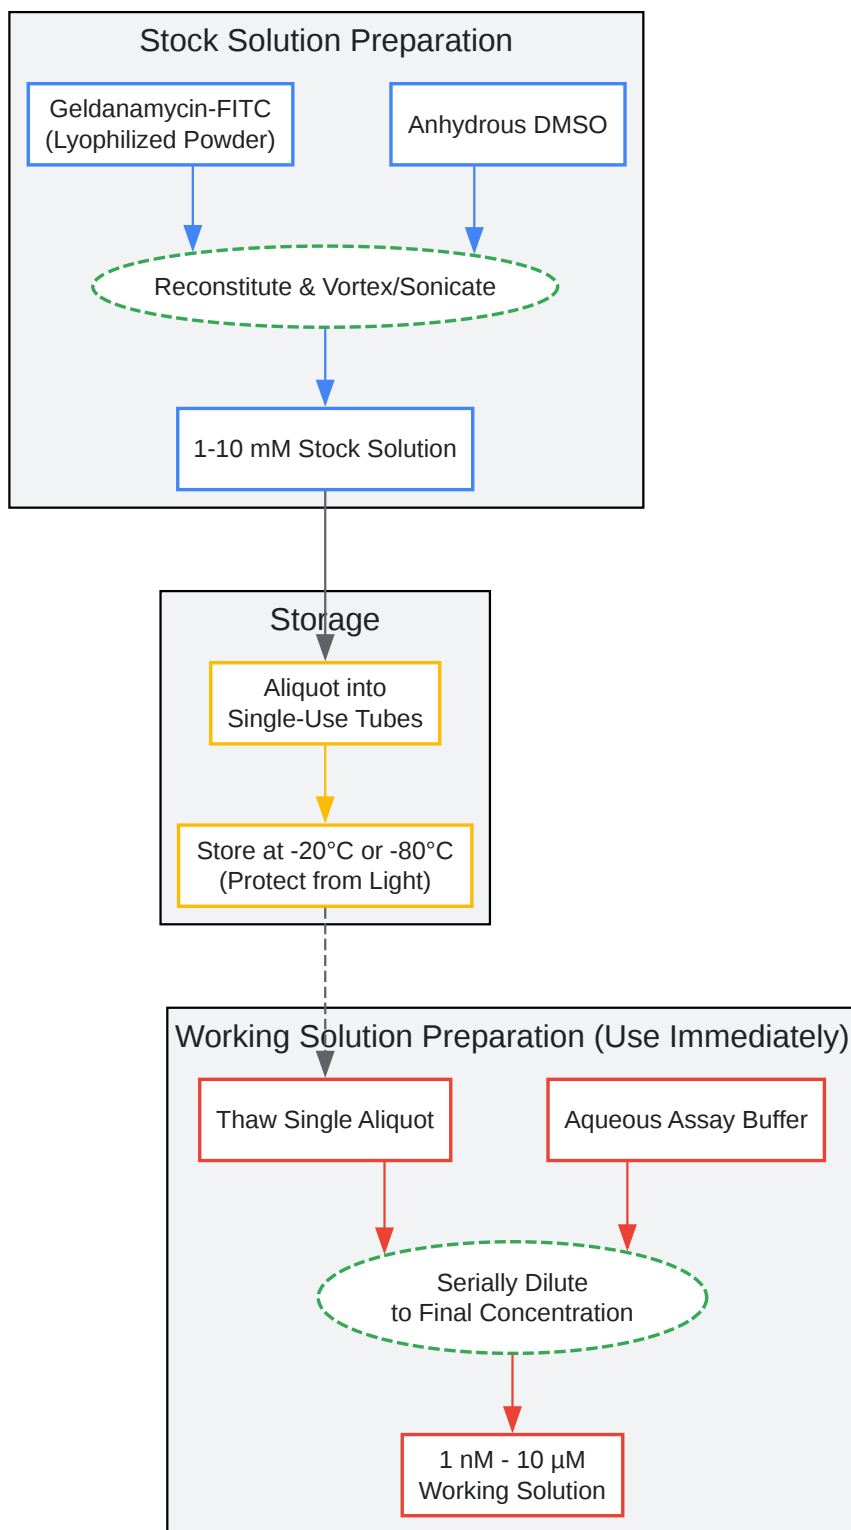 Stock Solution Preparation
Geldanamycin-FITC
(Lyophilized Powder)
Anhydrous DMSO
Reconstitute & Vortex/Sonicate
1-10 mM Stock Solution
Storage
Aliquot into
Single-Use Tubes
Store at -20°C or -80°C
(Protect from Light)
Working Solution Preparation (Use Immediately)
Thaw Single Aliquot
Aqueous Assay Buffer
Serially Dilute
to Final Concentration
1 nM - 10 µM
Working Solution